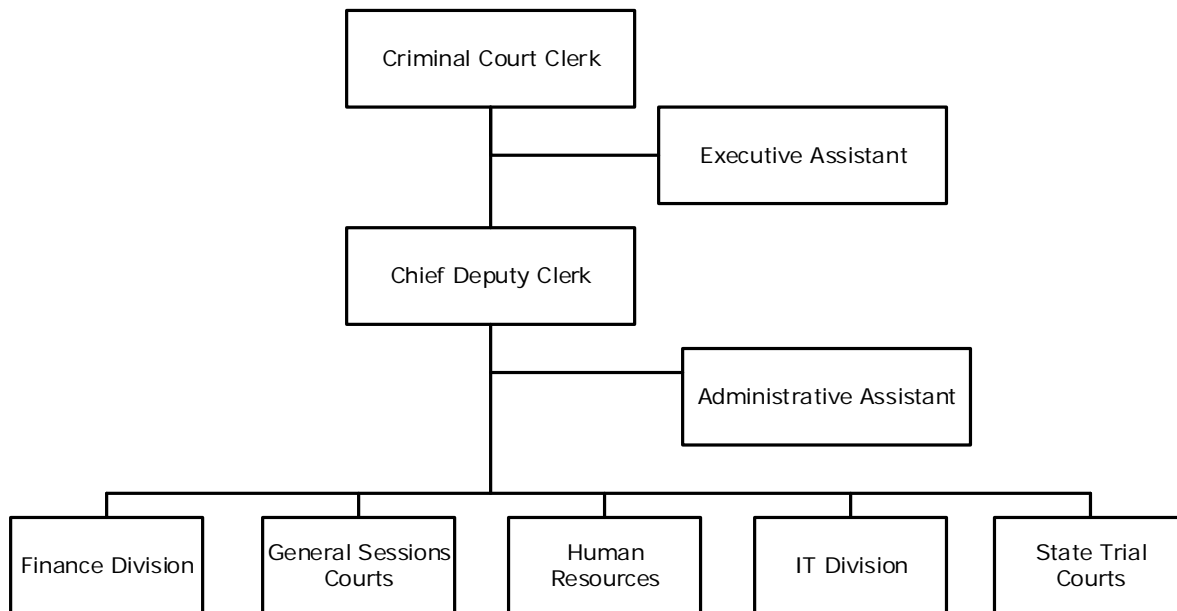 Criminal Court Clerk
Executive Assistant
Chief Deputy Clerk
Administrative Assistant
Finance Division
General Sessions
Courts
Human
Resources
IT Division
State Trial
Courts